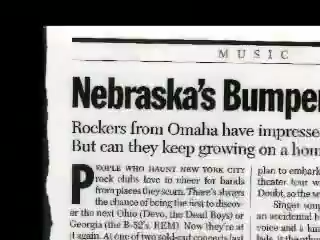 MUSIC
Nebraska's Bumper
Rockers from Omaha have impresse
But can they keep growing on a hom
PEOPLE WHO HAUNT NEW YORK CITY
rock clubs love to sneer for bands
from places they scorn. There's always
the chance of being the first to discov-
er the next Ohio (Devo, the Dead Boys) or
Georgia (the B-52's, REM) Now they're at
it again. At one of two sold-out concerts last
plan to embark
theater tour w
Doubt, so the se
Singer song
an accidental h
voice and a kna